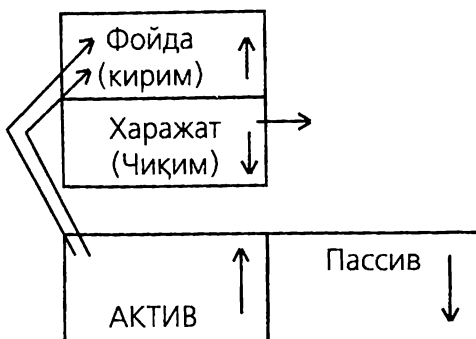 Фойда
(кирим)
Харажат
(Чиқим)
Пассив
АКТИВ